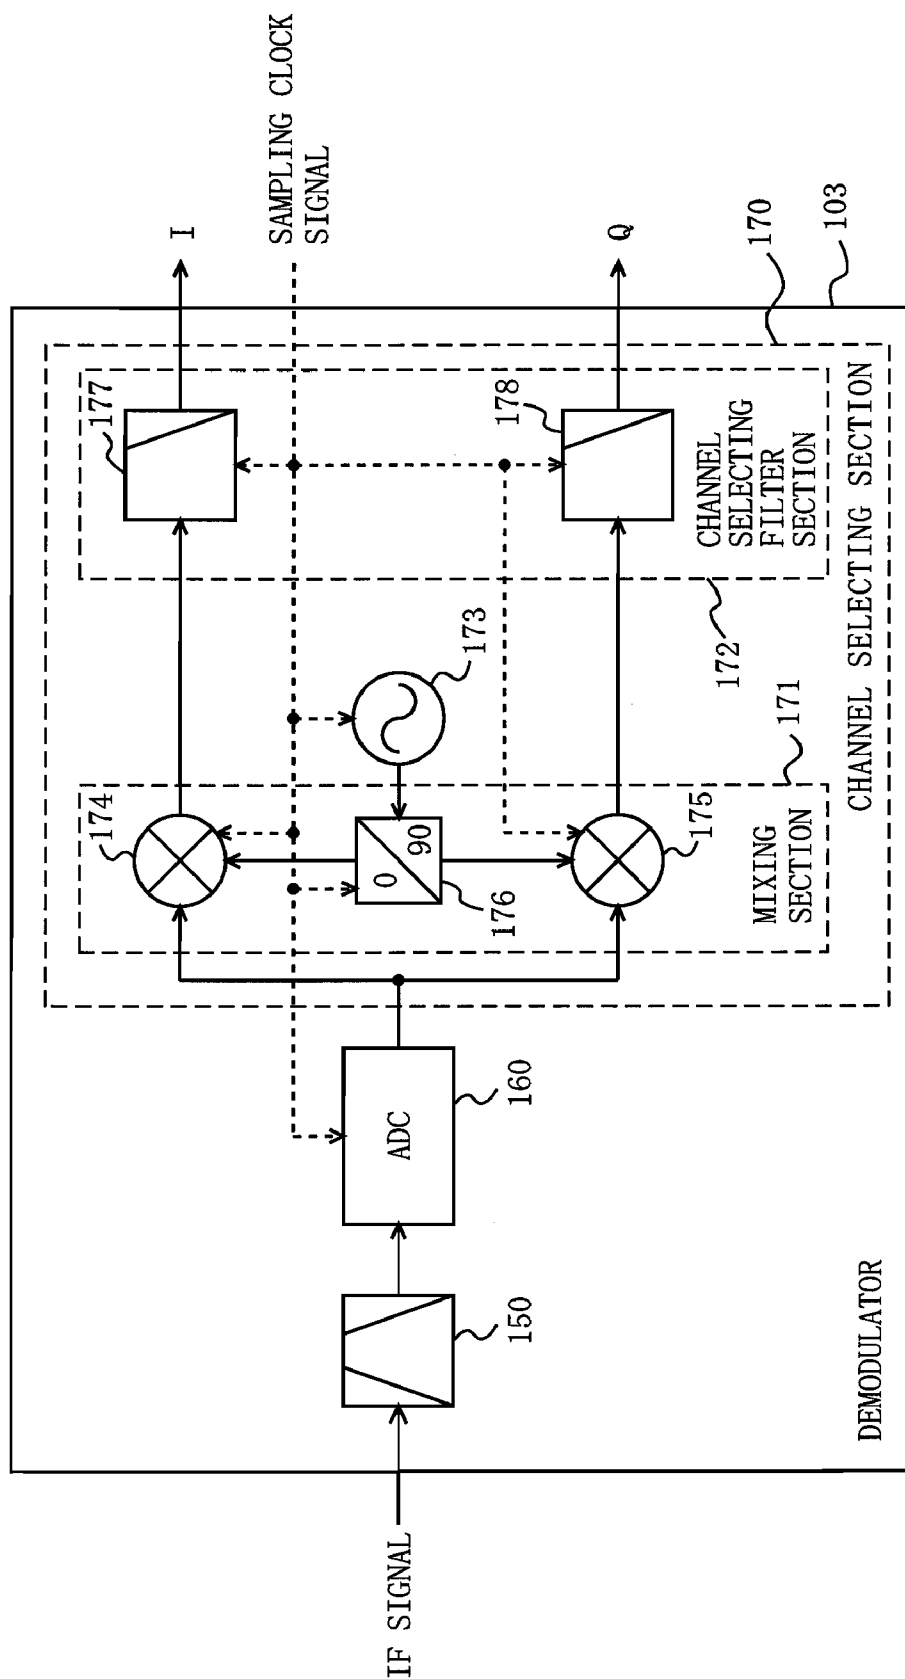 IF SIGNAL
DEMODULATOR
150
ADC
160
174
0
90
176
175
MIXING
SECTION
171
173
172
177
178
CHANNEL
SELECTING
FILTER
SECTION
CHANNEL SELECTING SECTION
170
103
I
SAMPLING CLOCK
SIGNAL
Q